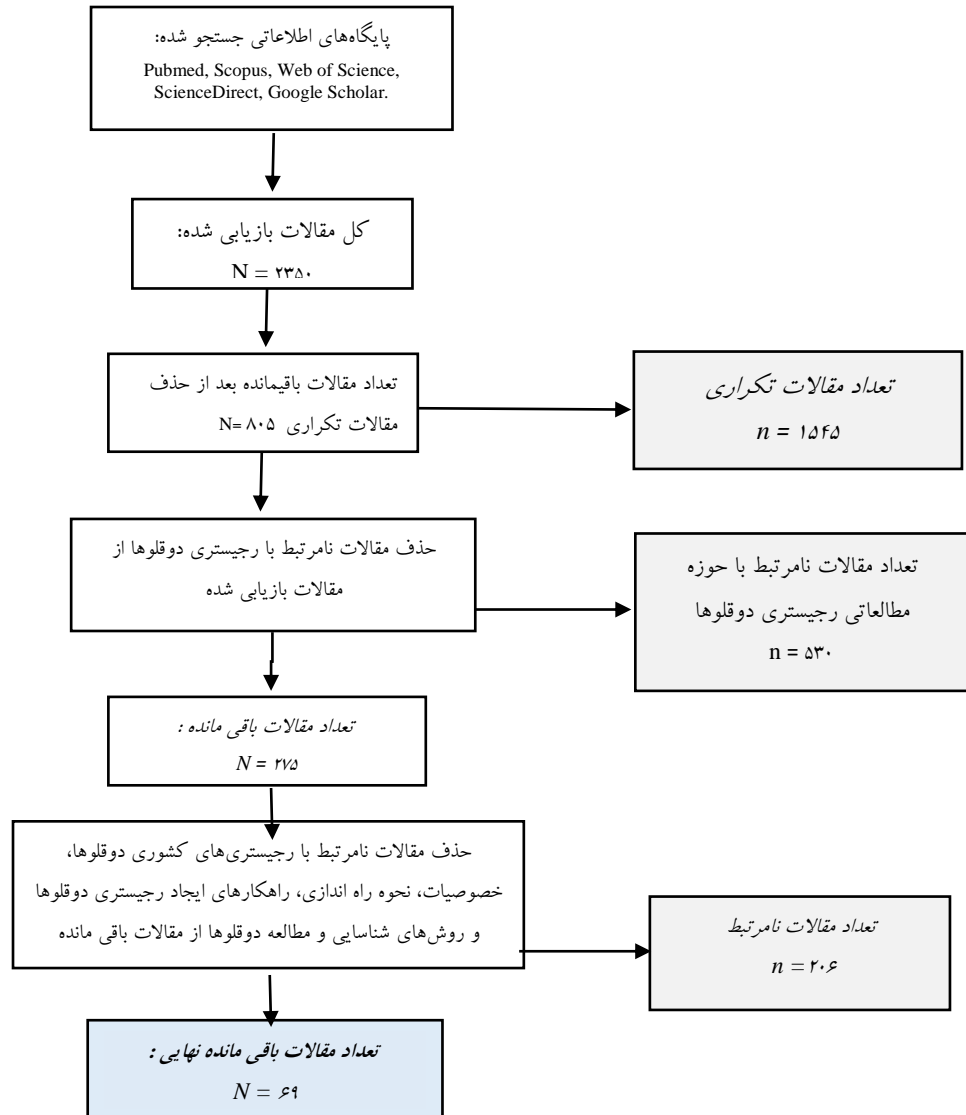 پایگاه‌های اطلاعاتی جستجو شده:
Pubmed, Scopus, Web of Science,
ScienceDirect, Google Scholar.
کل مقالات بازیابی شده:
N = ۲۳۵۰
تعداد مقالات باقیمانده بعد از حذف
مقالات تکراری N= ۸۰۵
تعداد مقالات تکراری
n = ۱۵۴۵
حذف مقالات نامرتبط با رجیستری دوقلوها از
مقالات بازیابی شده
تعداد مقالات نامرتبط با حوزه
مطالعاتی رجیستری دوقلوها
n = ۵۳۰
تعداد مقالات باقی مانده :
N = ۲۷۵
حذف مقالات نامرتبط با رجیستری‌های کشوری دوقلوها،
خصوصیات، نحوه راه اندازی، راهکارهای ایجاد رجیستری دوقلوها
و روش‌های شناسایی و مطالعه دوقلوها از مقالات باقی مانده
تعداد مقالات نامرتبط
n = ۲۰۶
تعداد مقالات باقی مانده نهایی :
N = ۶۹